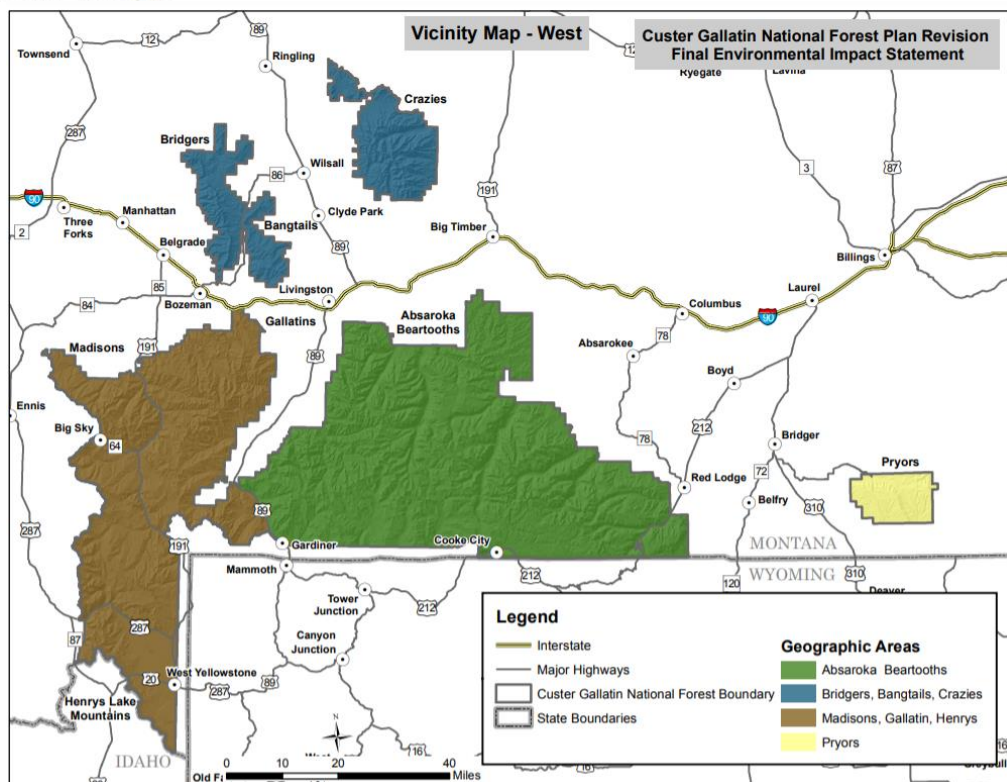 Vicinity Map - West
Custer Gallatin National Forest Plan Revision
Final Environmental Impact Statement
12
89
Townsend
Ringling
Ryegate
Lavina
Crazies
Bridgers
287
Wilsall
86
191
3
87
90
Manhattan
Clyde Park
Three
Forks
2
Bangtails
Big Timber
Belgrade
89
Billings
85
Livingston
Laurel
84
Bozeman
Columbus
90
Gallatins
Absaroka
Beartooths
78
Madisons
191
89
Absarokee
Boyd
Ennis
Big Sky
64
212
78
Bridger
Red Lodge
72
Pryors
Belfry
89
310
287
191
Gardiner
Cooke City
MONTANA
Mammoth
212
WYOMING
120
310
Deaver
Tower
Junction
212
Canyon
Junction
287
87
20
West Yellowstone
287
89
Henrys Lake
Mountains
IDAHO
N
16
16
Old
0
10
20
40
Miles
Legend
Interstate
Major Highways
Custer Gallatin National Forest Boundary
State Boundaries
Geographic Areas
Absaroka Beartooths
Bridgers, Bangtails, Crazies
Madisons, Gallatin, Henrys
Pryors